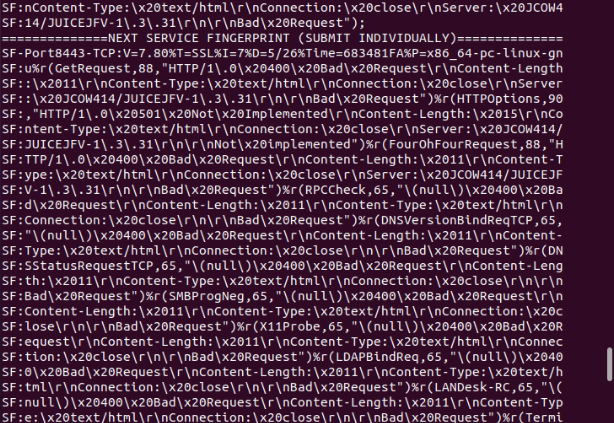 SF:nContent-Type:\x20text/html\r\nConnection:\x20close\r\nServer:\x20JCOW4
SF:14/JUICEJFV-1\.3\.31\r\n\r\nBad\x20Request");
==============NEXT SERVICE FINGERPRINT (SUBMIT INDIVIDUALLY)==============
SF-Port8443-TCP:V=7.80%T=SSL%I=7%D=5/26%Time=683481FA%P=x86_64-pc-linux-gn
SF:u%r(GetRequest,88,"HTTP/1\.0\x20400\x20Bad\x20Request\r\nContent-Length
SF::\x2011\r\nContent-Type:\x20text/html\r\nConnection:\x20close\r\nServer
SF::\x20JCOW414/JUICEJFV-1\.3\.31\r\n\r\nBad\x20Request")%r(HTTPOptions,90
SF:,"HTTP/1\.0\x20501\x20Not\x20Implemented\r\nContent-Length:\x2015\r\nCo
SF:ntent-Type:\x20text/html\r\nConnection:\x20close\r\nServer:\x20JCOW414/
SF:JUICEJFV-1\.3\.31\r\n\r\nNot\x20implemented")%r(FourOhFourRequest,88,"H
SF:TTP/1\.0\x20400\x20Bad\x20Request\r\nContent-Length:\x2011\r\nContent-T
SF:ype:\x20text/html\r\nConnection:\x20close\r\nServer:\x20JCOW414/JUICEJF
SF:V-1\.3\.31\r\n\r\nBad\x20Request")%r(RPCCheck,65,"\(null\)\x20400\x20Ba
SF:d\x20Request\r\nContent-Length:\x2011\r\nContent-Type:\x20text/html\r\n
SF:Connection:\x20close\r\n\r\nBad\x20Request")%r(DNSVersionBindReqTCP,65,
SF:"\(null\)\x20400\x20Bad\x20Request\r\nContent-Length:\x2011\r\nContent-
SF:Type:\x20text/html\r\nConnection:\x20close\r\n\r\nBad\x20Request")%r(DN
SF:SStatusRequestTCP,65,"\(null\)\x20400\x20Bad\x20Request\r\nContent-Leng
SF:th:\x2011\r\nContent-Type:\x20text/html\r\nConnection:\x20close\r\n\r\n
SF:Bad\x20Request")%r(SMBProgNeg,65,"\(null\)\x20400\x20Bad\x20Request\r\n
SF:Content-Length:\x2011\r\nContent-Type:\x20text/html\r\nConnection:\x20c
SF:lose\r\n\r\nBad\x20Request")%r(X11Probe,65,"\(null\)\x20400\x20Bad\x20R
SF:equest\r\nContent-Length:\x2011\r\nContent-Type:\x20text/html\r\nConnec
SF:tion:\x20close\r\n\r\nBad\x20Request")%r(LDAPBindReq,65,"\(null\)\x2040
SF:0\x20Bad\x20Request\r\nContent-Length:\x2011\r\nContent-Type:\x20text/h
SF:tml\r\nConnection:\x20close\r\n\r\nBad\x20Request")%r(LANDesk-RC,65,"\(
SF:null\)\x20400\x20Bad\x20Request\r\nContent-Length:\x2011\r\nContent-Typ
SF:e:\x20text/html\r\nConnection:\x20close\r\n\r\nBad\x20Request")%r(Termi